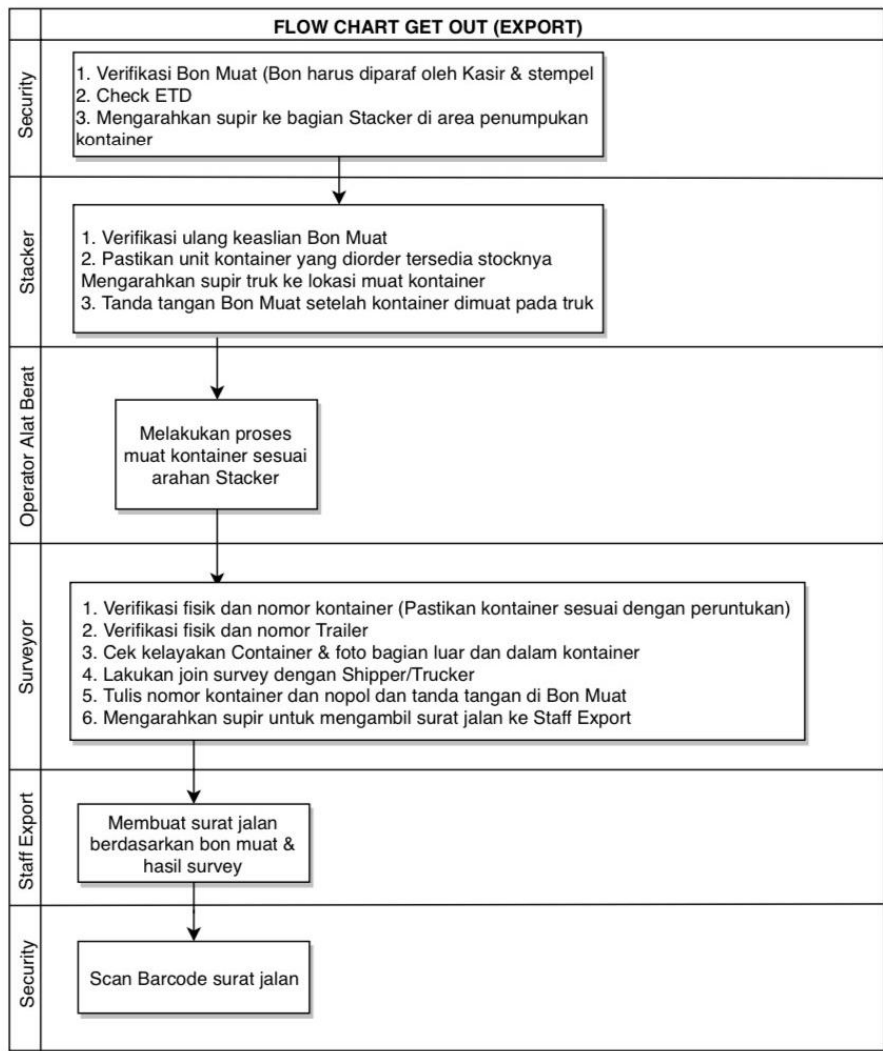 FLOW CHART GET OUT (EXPORT)
Security
1. Verifikasi Bon Muat (Bon harus diparaf oleh Kasir & stempel
2. Check ETD
3. Mengarahkan supir ke bagian Stacker di area penumpukan
kontainer
Stacker
1. Verifikasi ulang keaslian Bon Muat
2. Pastikan unit kontainer yang diorder tersedia stocknya
Mengarahkan supir truk ke lokasi muat kontainer
3. Tanda tangan Bon Muat setelah kontainer dimuat pada truk
Operator Alat Berat
Melakukan proses
muat kontainer sesuai
arahan Stacker
Surveyor
1. Verifikasi fisik dan nomor kontainer (Pastikan kontainer sesuai dengan peruntukan)
2. Verifikasi fisik dan nomor Trailer
3. Cek kelayakan Container & foto bagian luar dan dalam kontainer
4. Lakukan join survey dengan Shipper/Trucker
5. Tulis nomor kontainer dan nopol dan tanda tangan di Bon Muat
6. Mengarahkan supir untuk mengambil surat jalan ke Staff Export
Staff Export
Membuat surat jalan
berdasarkan bon muat &
hasil survey
Security
Scan Barcode surat jalan